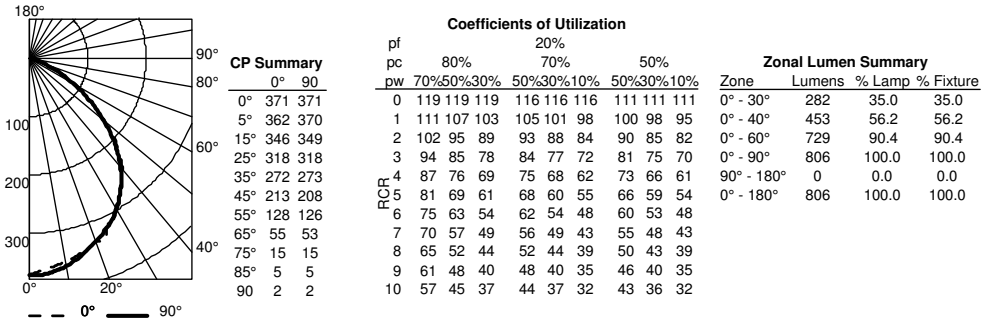 180°
90°
80°
60°
40°
100
200
300
0° 20°
0° 90°
CP Summary
0° 90
0° 371 371
5° 362 370
15° 346 349
25° 318 318
35° 272 273
45° 213 208
55° 128 126
65° 55 53
75° 15 15
85° 5 5
90 2 2
Coefficients of Utilization
pf 20%
pc 80% 70% 50%
pw 70%50%30% 50%30%10% 50%30%10%
RCR
0 119 119 119 116 116 116 111 111 111
1 111 107 103 105 101 98 100 98 95
2 102 95 89 93 88 84 90 85 82
3 94 85 78 84 77 72 81 75 70
4 87 76 69 75 68 62 73 66 61
5 81 69 61 68 60 55 66 59 54
6 75 63 54 62 54 48 60 53 48
7 70 57 49 56 49 43 55 48 43
8 65 52 44 52 44 39 50 43 39
9 61 48 40 48 40 35 46 40 35
10 57 45 37 44 37 32 43 36 32
Zonal Lumen Summary
Zone Lumens % Lamp % Fixture
0° - 30° 282 35.0 35.0
0° - 40° 453 56.2 56.2
0° - 60° 729 90.4 90.4
0° - 90° 806 100.0 100.0
90° - 180° 0 0.0 0.0
0° - 180° 806 100.0 100.0